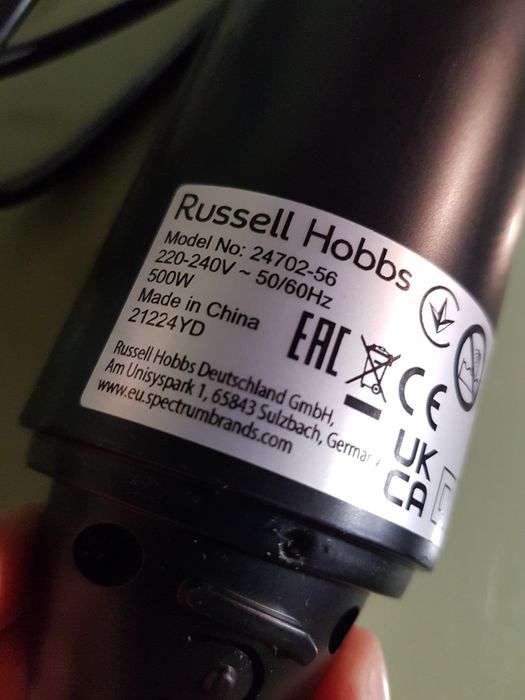 Russell Hobbs
Model No: 24702-56
220-240V ~ 50/60Hz
500W
Made in China
21224YD
EAC
CE
UK
CA
Russell Hobbs Deutschland GmbH,
Am Unisyspark 1, 65843 Sulzbach, Germany
www.eu.spectrumbrands.com